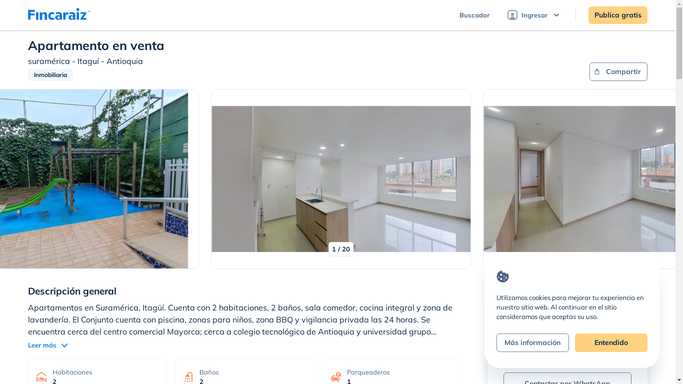 Fincaraiz
Buscador
Ingresar
Publica gratis
Apartamento en venta
suramérica - Itaguí - Antioquia
Inmobiliaria
Compartir
1 / 20
Descripción general
Apartamentos en Suramérica, Itagüí. Cuenta con 2 habitaciones, 2 baños, sala comedor, cocina integral y zona de
lavandería. El Conjunto cuenta con piscina, zonas para niños, zona BBQ y vigilancia privada las 24 horas. Se
encuentra cerca del centro comercial Mayorca; cerca a colegio tecnológico de Antioquia y universidad grupo...
Leer más
Habitaciones
2
Baños
2
Parqueaderos
1
Utilizamos cookies para mejorar tu experiencia en
nuestro sitio web. Al continuar en el sitio
consideramos que aceptas su uso.
Más información
Entendido
Contactar por WhatsApp